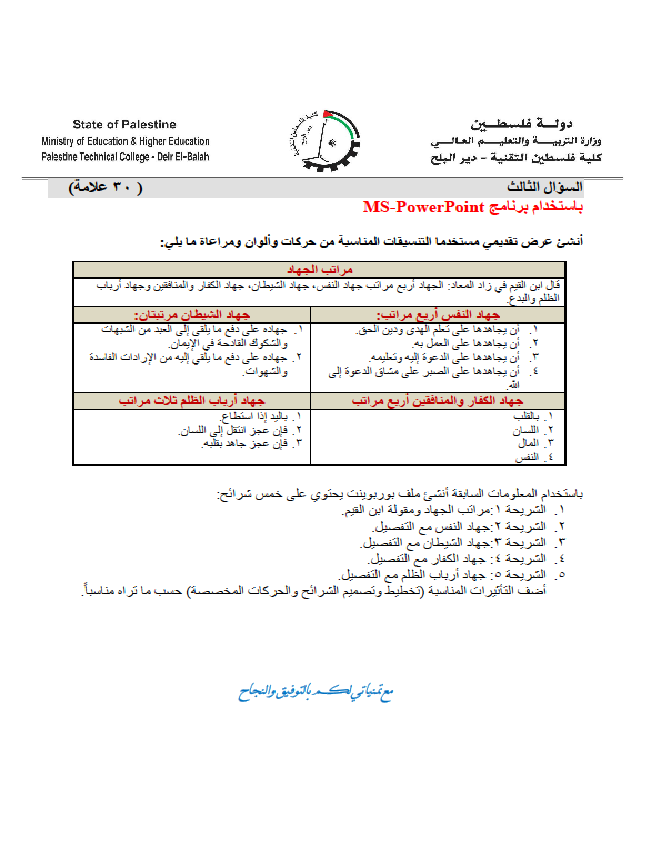 State of Palestine
Ministry of Education & Higher Education
Palestine Technical College - Deir El-Balah
دولـة فلسطـــين
وزارة التربيــة والتعليـم العـالـي
كلية فلسطين التقنية - دير البلح
السؤال الثالث ( ٣٠ علامة)
باستخدام برنامج MS-PowerPoint
أنشئ عرض تقديمي مستخدما التنسيقات المناسبة من حركات وألوان ومراعاة ما يلي:
مراتب الجهاد
قال ابن القيم في زاد المعاد: الجهاد أربع مراتب جهاد النفس، جهاد الشيطان، جهاد الكفار والمنافقين وجهاد أرباب
الظلم والبدع.
جهاد النفس أربع مراتب:
١. أن يجاهدها على تعلم الهدى ودين الحق.
٢. أن يجاهدها على العمل به.
٣. أن يجاهدها على الدعوة إليه وتعليمه.
٤. أن يجاهدها على الصبر على مشاق الدعوة إلى
الله.
جهاد الشيطان مرتبتان:
١. جهاده على دفع ما يلقى إلى العبد من الشبهات
والشكوك القادحة في الإيمان.
٢. جهاده على دفع ما يلقي إليه من الإرادات الفاسدة
والشهوات.
جهاد الكفار والمنافقين أربع مراتب
١. بالقلب
٢. اللسان
٣. المال
٤. النفس
جهاد أرباب الظلم ثلاث مراتب
١. باليد إذا استطاع.
٢. فإن عجز انتقل إلى اللسان.
٣. فإن عجز جاهد بقلبه.
باستخدام المعلومات السابقة أنشئ ملف بوربوينت يحتوي على خمس شرائح:
١. الشريحة ١:مراتب الجهاد ومقولة ابن القيم.
٢. الشريحة ٢:جهاد النفس مع التفصيل.
٣. الشريحة ٣:جهاد الشيطان مع التفصيل.
٤. الشريحة ٤: جهاد الكفار مع التفصيل.
٥. الشريحة ٥: جهاد أرباب الظلم مع التفصيل.
أضف التأثيرات المناسبة (تخطيط وتصميم الشرائح والحركات المخصصة) حسب ما تراه مناسباً.
مع تمنياتي لكم بالتوفيق والنجاح